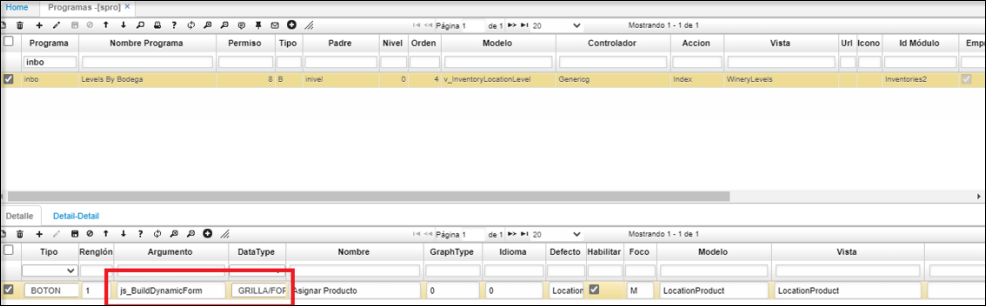 Home Programas -[spro] ×
Página 1 de 1 20 Mostrando 1 - 1 de 1
Programa Nombre Programa Permiso Tipo Padre Nivel Orden Modelo Controlador Accion Vista Url Icono Id Módulo Empr
inbo
inbo Levels By Bodega 8 B inivel 0 4 v_InventoryLocationLevel Genericg Index WineryLevels Inventories2
Detalle Detail-Detail
Página 1 de 1 20 Mostrando 1 - 1 de 1
Tipo Renglón Argumento DataType Nombre GraphType Idioma Defecto Habilitar Foco Modelo Vista
BOTON 1 js_BuildDynamicForm GRILLA/FOR Asignar Producto 0 0 Location M LocationProduct LocationProduct